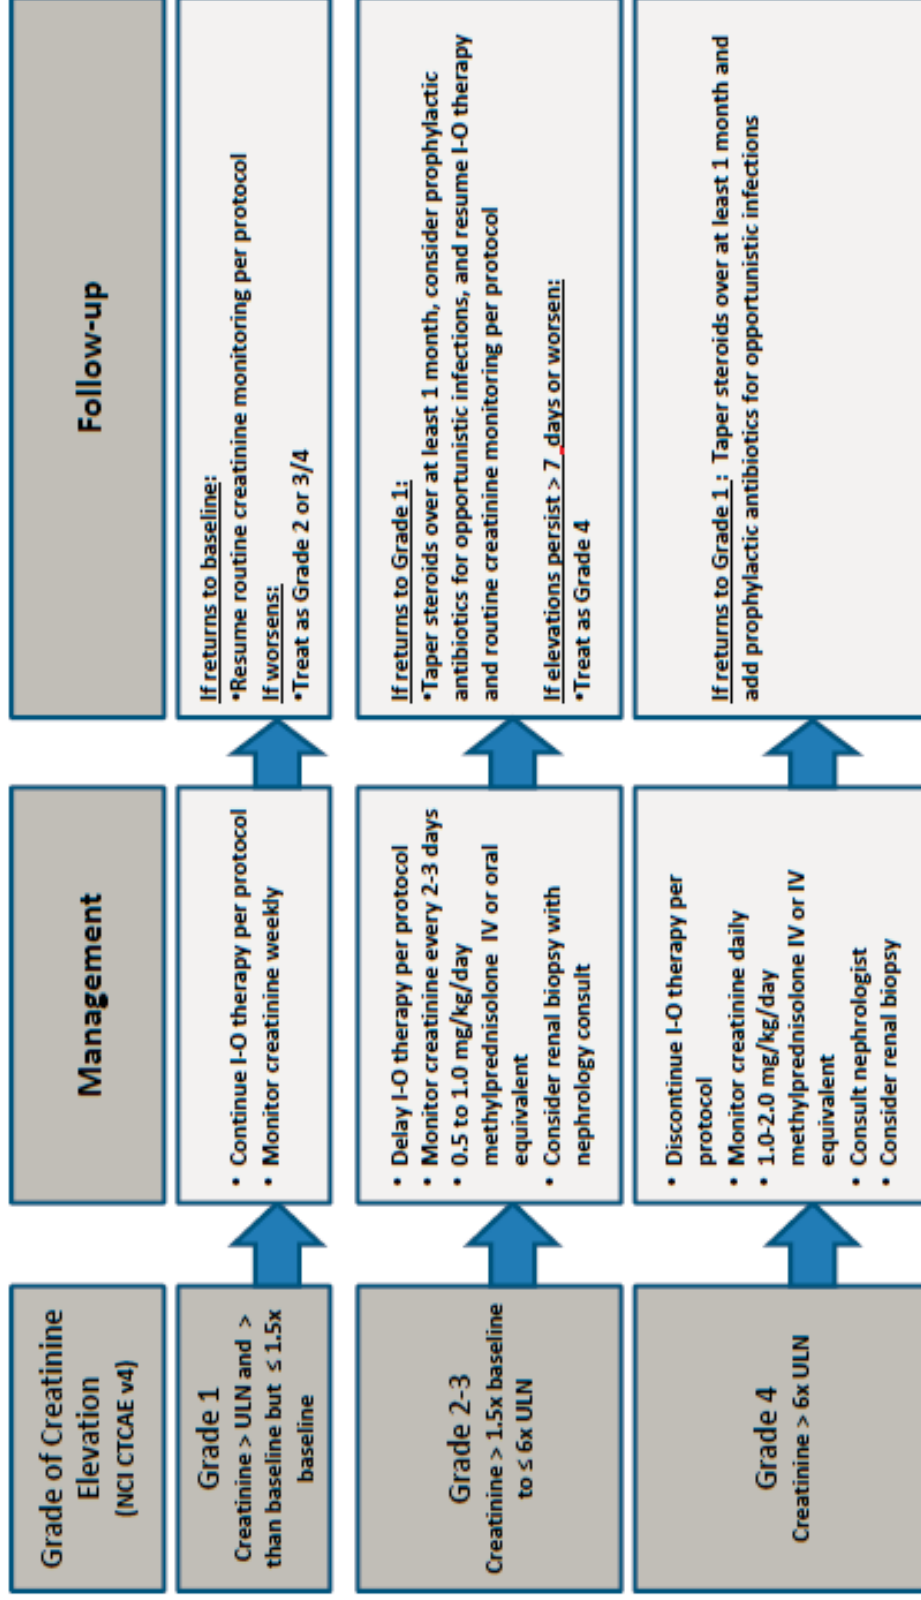 Grade of Creatinine
Elevation
(NCI CTCAE v4)
Management
Follow-up
Grade 1
Creatinine > ULN and >
than baseline but ≤ 1.5x
baseline
• Continue I-O therapy per protocol
• Monitor creatinine weekly
If returns to baseline:
•Resume routine creatinine monitoring per protocol
If worsens:
•Treat as Grade 2 or 3/4
Grade 2-3
Creatinine > 1.5x baseline
to ≤ 6x ULN
• Delay I-O therapy per protocol
• Monitor creatinine every 2-3 days
• 0.5 to 1.0 mg/kg/day
methylprednisolone IV or oral
equivalent
• Consider renal biopsy with
nephrology consult
If returns to Grade 1:
•Taper steroids over at least 1 month, consider prophylactic
antibiotics for opportunistic infections, and resume I-O therapy
and routine creatinine monitoring per protocol
If elevations persist > 7 days or worsen:
•Treat as Grade 4
Grade 4
Creatinine > 6x ULN
• Discontinue I-O therapy per
protocol
• Monitor creatinine daily
• 1.0-2.0 mg/kg/day
methylprednisolone IV or IV
equivalent
• Consult nephrologist
• Consider renal biopsy
If returns to Grade 1 : Taper steroids over at least 1 month and
add prophylactic antibiotics for opportunistic infections